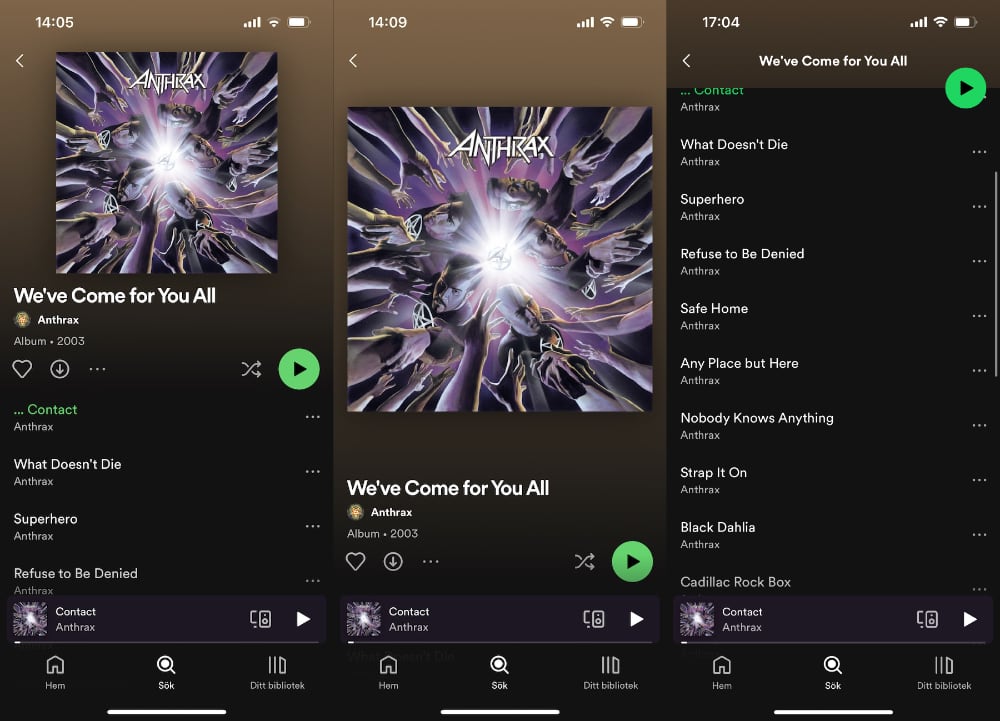 14:05
ANTHRAX
We've Come for You All
Anthrax
Album • 2003
... Contact
Anthrax
What Doesn't Die
Anthrax
Superhero
Anthrax
Refuse to Be Denied
Anthrax
Contact
Anthrax
Hem
Sök
Ditt bibliotek
14:09
ANTHRAX
We've Come for You All
Anthrax
Album • 2003
Contact
Anthrax
What Doesn't Die
Hem
Sök
Ditt bibliotek
17:04
We've Come for You All
... Contact
Anthrax
What Doesn't Die
Anthrax
Superhero
Anthrax
Refuse to Be Denied
Anthrax
Safe Home
Anthrax
Any Place but Here
Anthrax
Nobody Knows Anything
Anthrax
Strap It On
Anthrax
Black Dahlia
Anthrax
Cadillac Rock Box
Contact
Anthrax
Hem
Sök
Ditt bibliotek